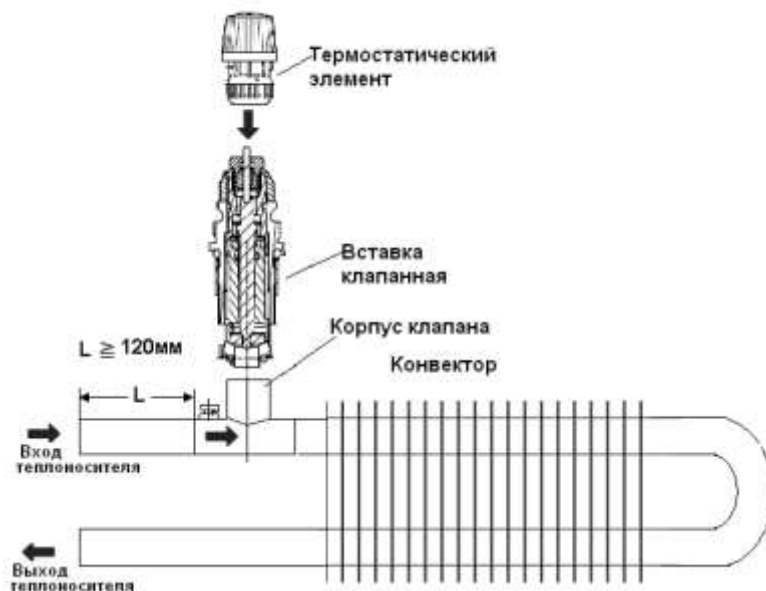 Термостатический
элемент
Вставка
клапанная
Корпус клапана
L ≧ 120мм
Конвектор
L
Вход
теплоносителя
Выход
теплоносителя